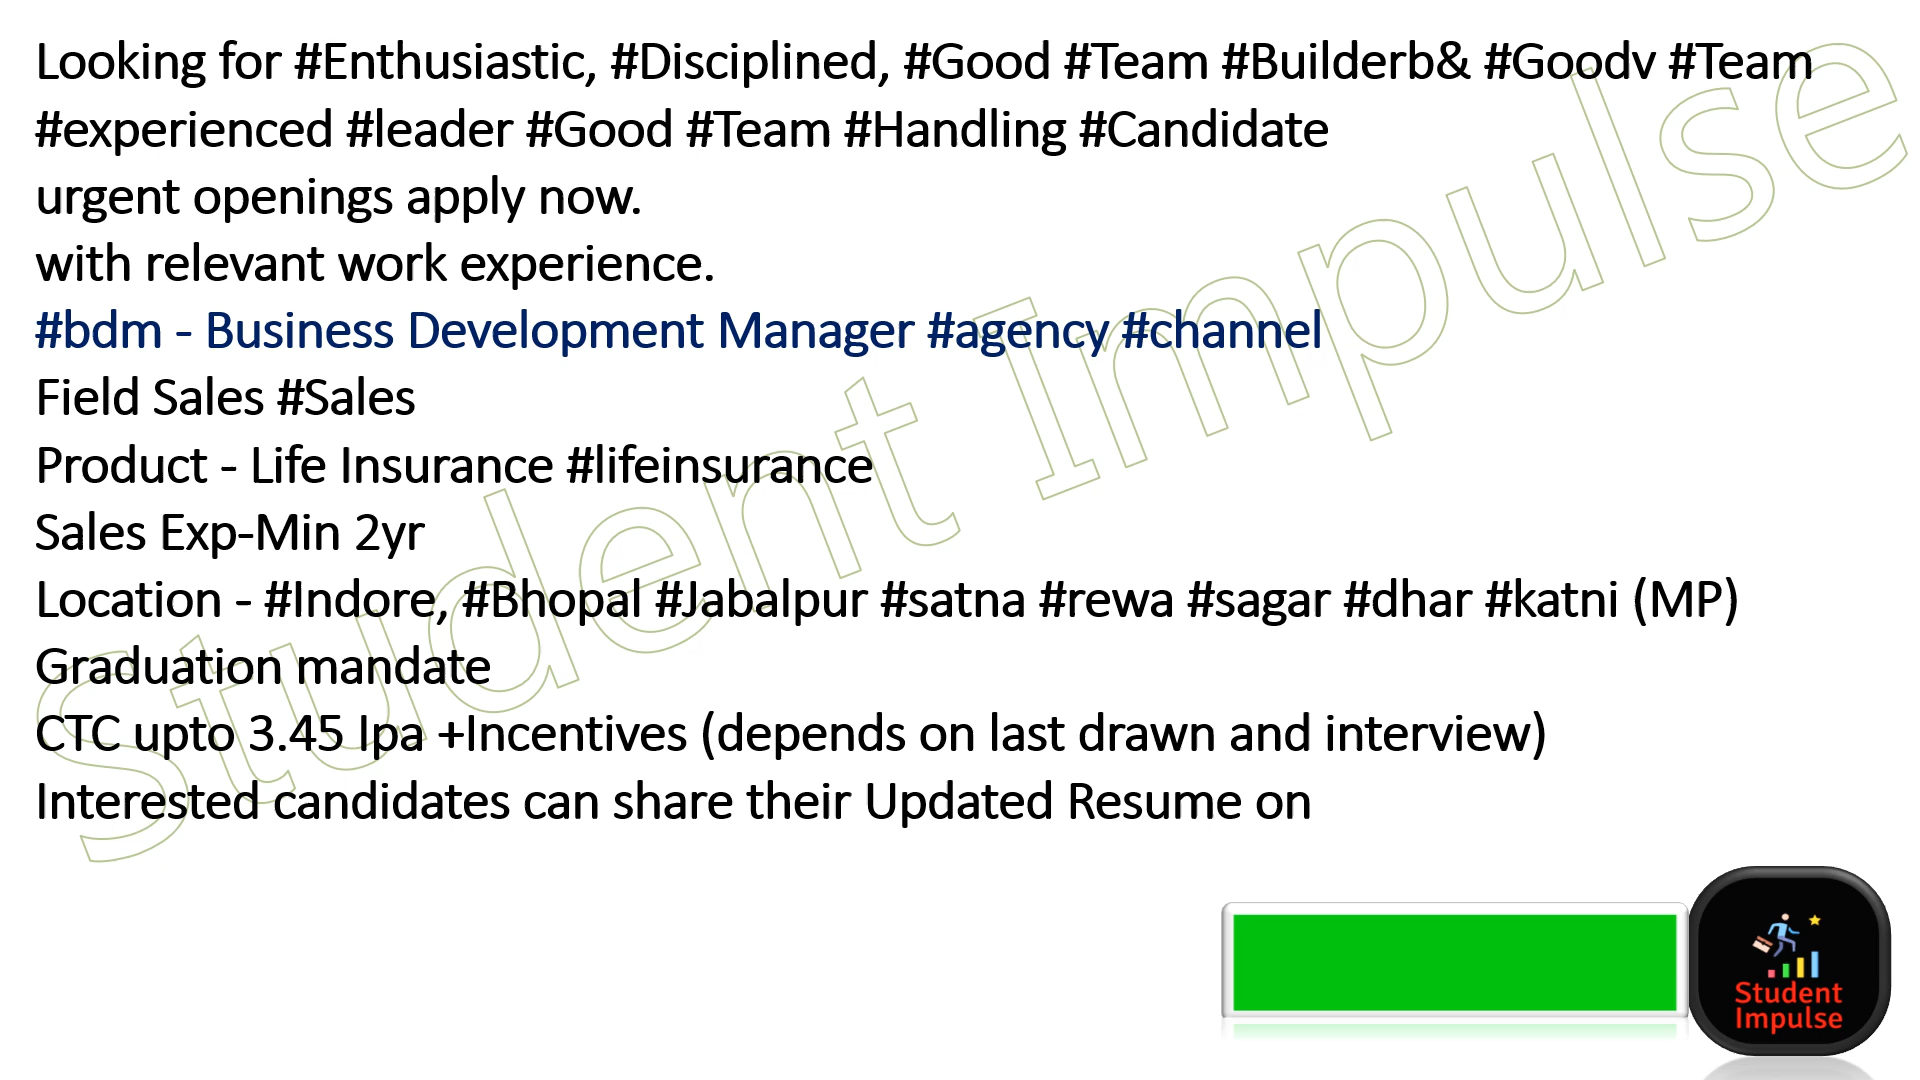 Looking for #Enthusiastic, #Disciplined, #Good #Team #Builderb& #Goodv #Team
#experienced #leader #Good #Team #Handling #Candidate
urgent openings apply now.
with relevant work experience.
#bdm - Business Development Manager #agency #channel
Field Sales #Sales
Product - Life Insurance #lifeinsurance
Sales Exp-Min 2yr
Location - #Indore, #Bhopal #Jabalpur #satna #rewa #sagar #dhar #katni (MP)
Graduation mandate
CTC upto 3.45 lpa +Incentives (depends on last drawn and interview)
Interested candidates can share their Updated Resume on
Student Impulse
Student
Impulse